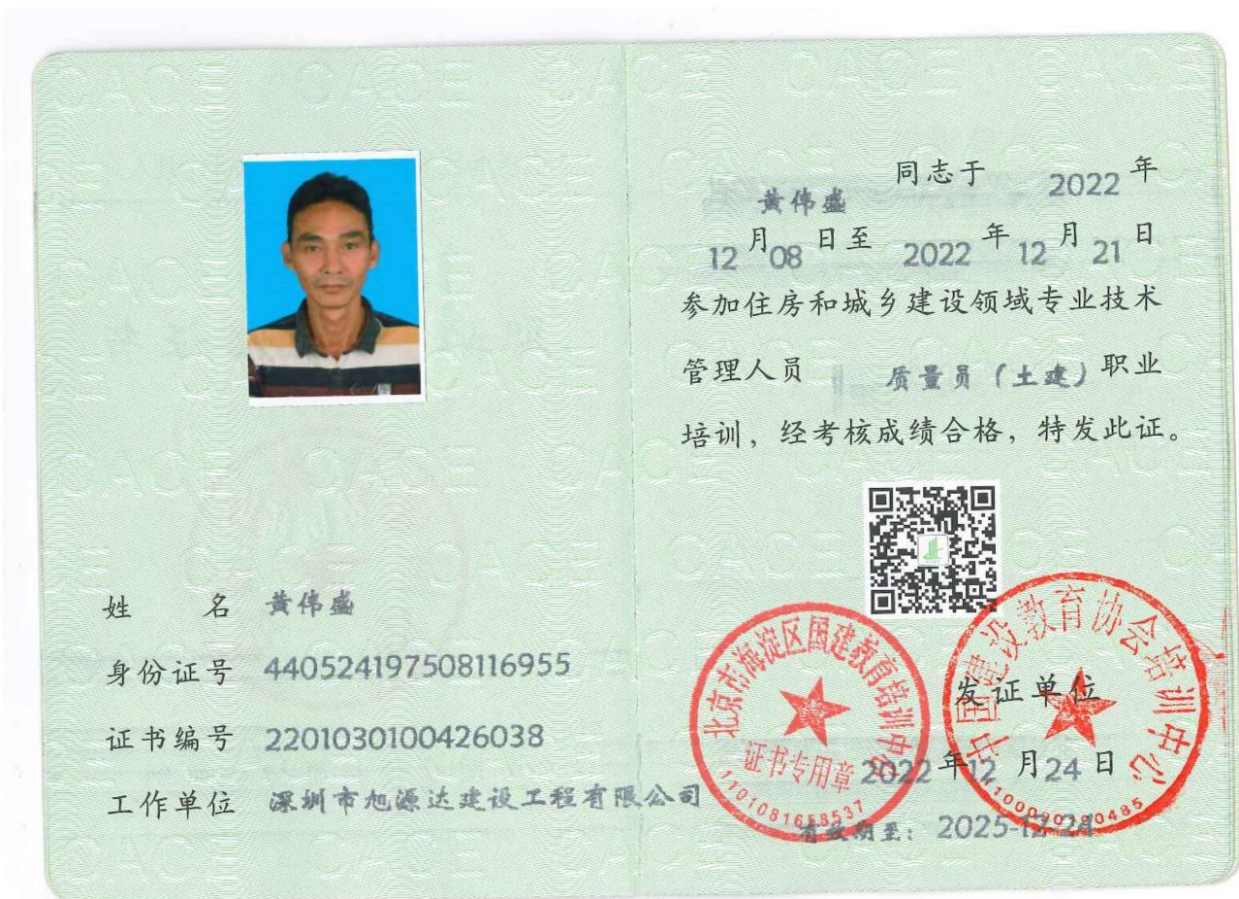 姓 名 黄伟盛
身份证号 440524197508116955
证书编号 2201030100426038
工作单位 深圳市旭源达建设工程有限公司
黄伟盛 同志于 2022 年
12 月 08 日至 2022 年 12 月 21 日
参加住房和城乡建设领域专业技术
管理人员 质量员（土建）职业
培训，经考核成绩合格，特发此证。
北京市海淀区国建教育培训中心
证书专用章
1101081658537
中国建设教育协会培训中心
发证单位
2022 年 12 月 24 日
有效期至：2025-12-24
CACE